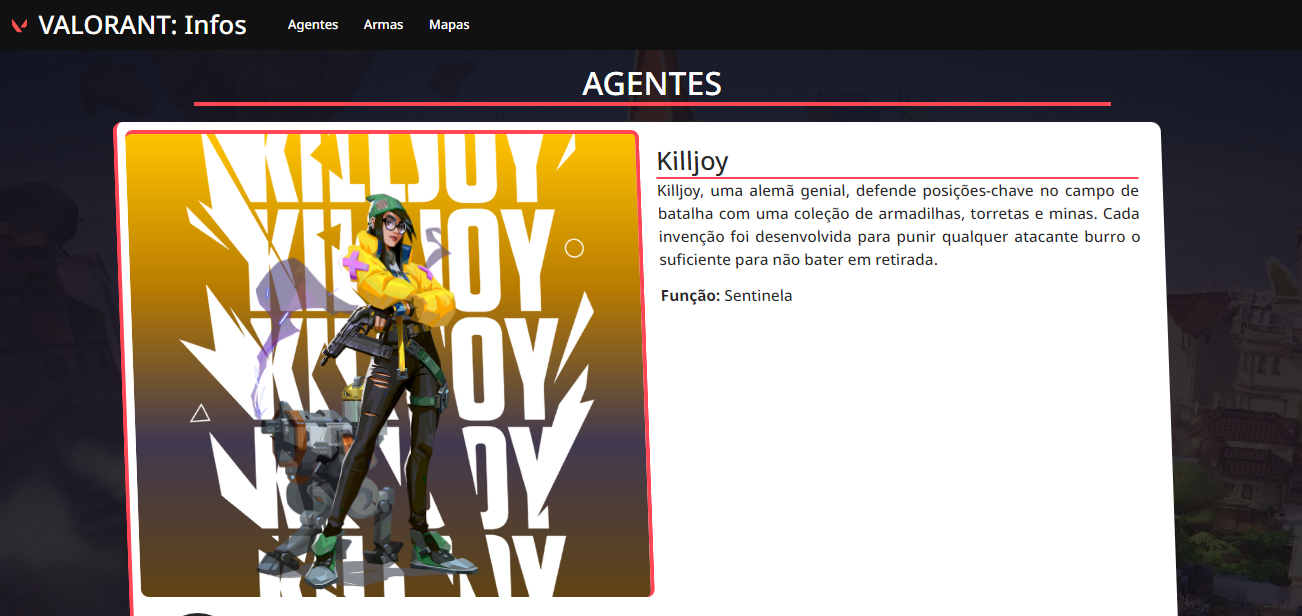 VALORANT: Infos
Agentes
Armas
Mapas
AGENTES
KILLJOY
KILLJOY
KILLJOY
KILLJOY
KILLJOY
Killjoy
Killjoy, uma alemã genial, defende posições-chave no campo de
batalha com uma coleção de armadilhas, torretas e minas. Cada
invenção foi desenvolvida para punir qualquer atacante burro o
suficiente para não bater em retirada.
Função: Sentinela